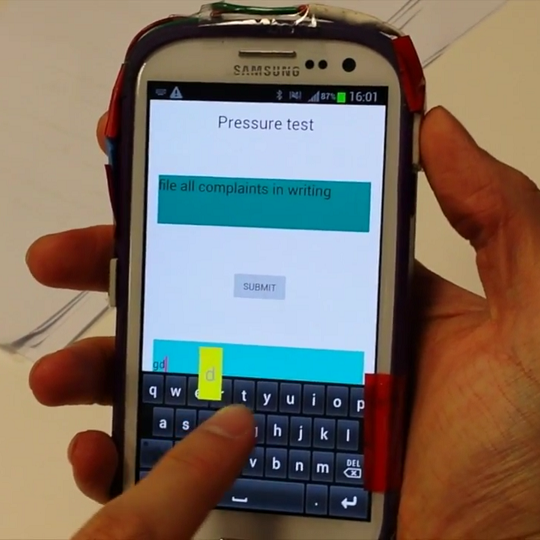 SAMSUNG
87% 16:01
Pressure test
file all complaints in writing
SUBMIT
gd
d
q w e t y u i o p
a s g h j k l
v b n m DEL
.